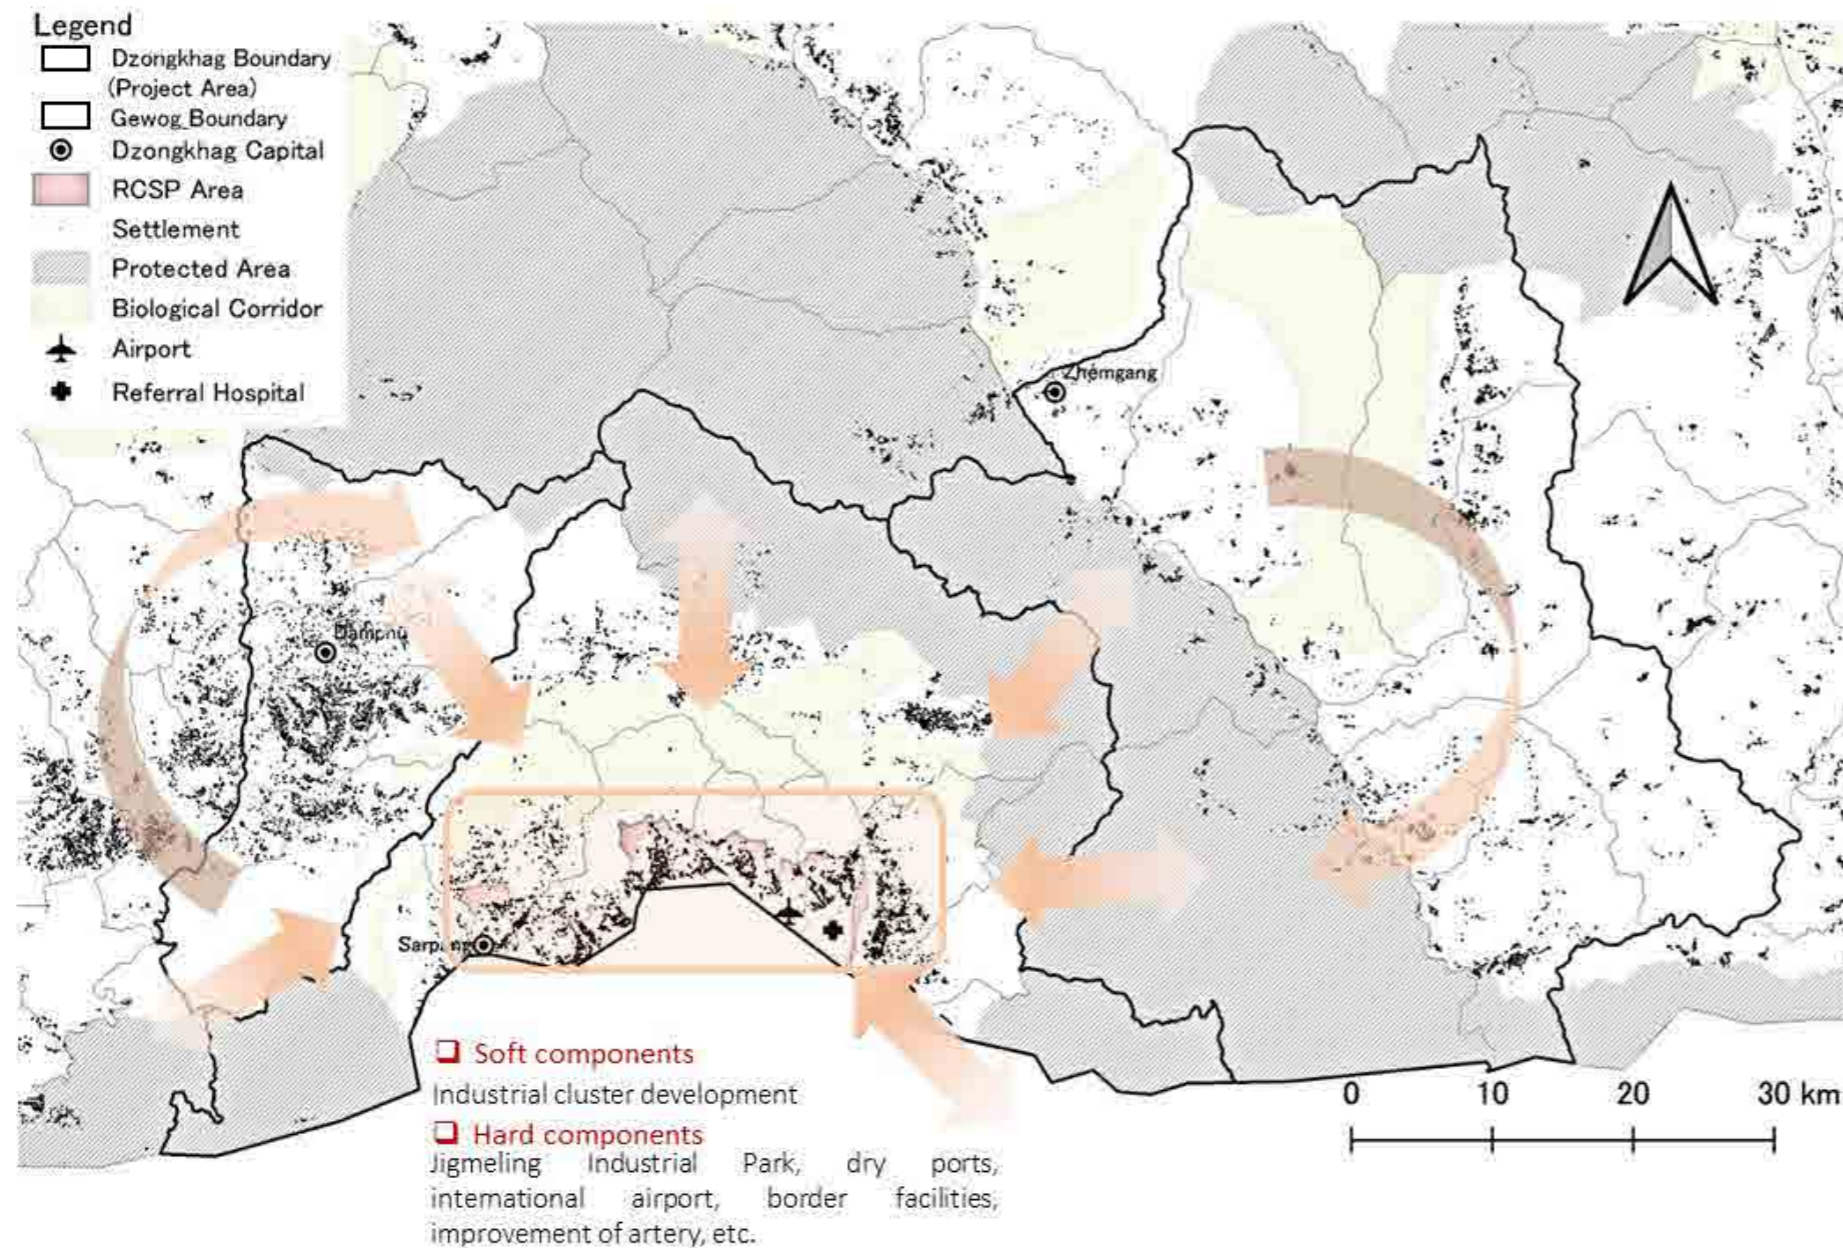 Legend
Dzongkhag Boundary
(Project Area)
Gewog Boundary
Dzongkhag Capital
RCSP Area
Settlement
Protected Area
Biological Corridor
Airport
Referral Hospital
Zhemgang
Damphu
0 10 20 30 km
Soft components
Industrial cluster development
Hard components
Jigmeling Industrial Park, dry ports,
international airport, border facilities,
improvement of artery, etc.